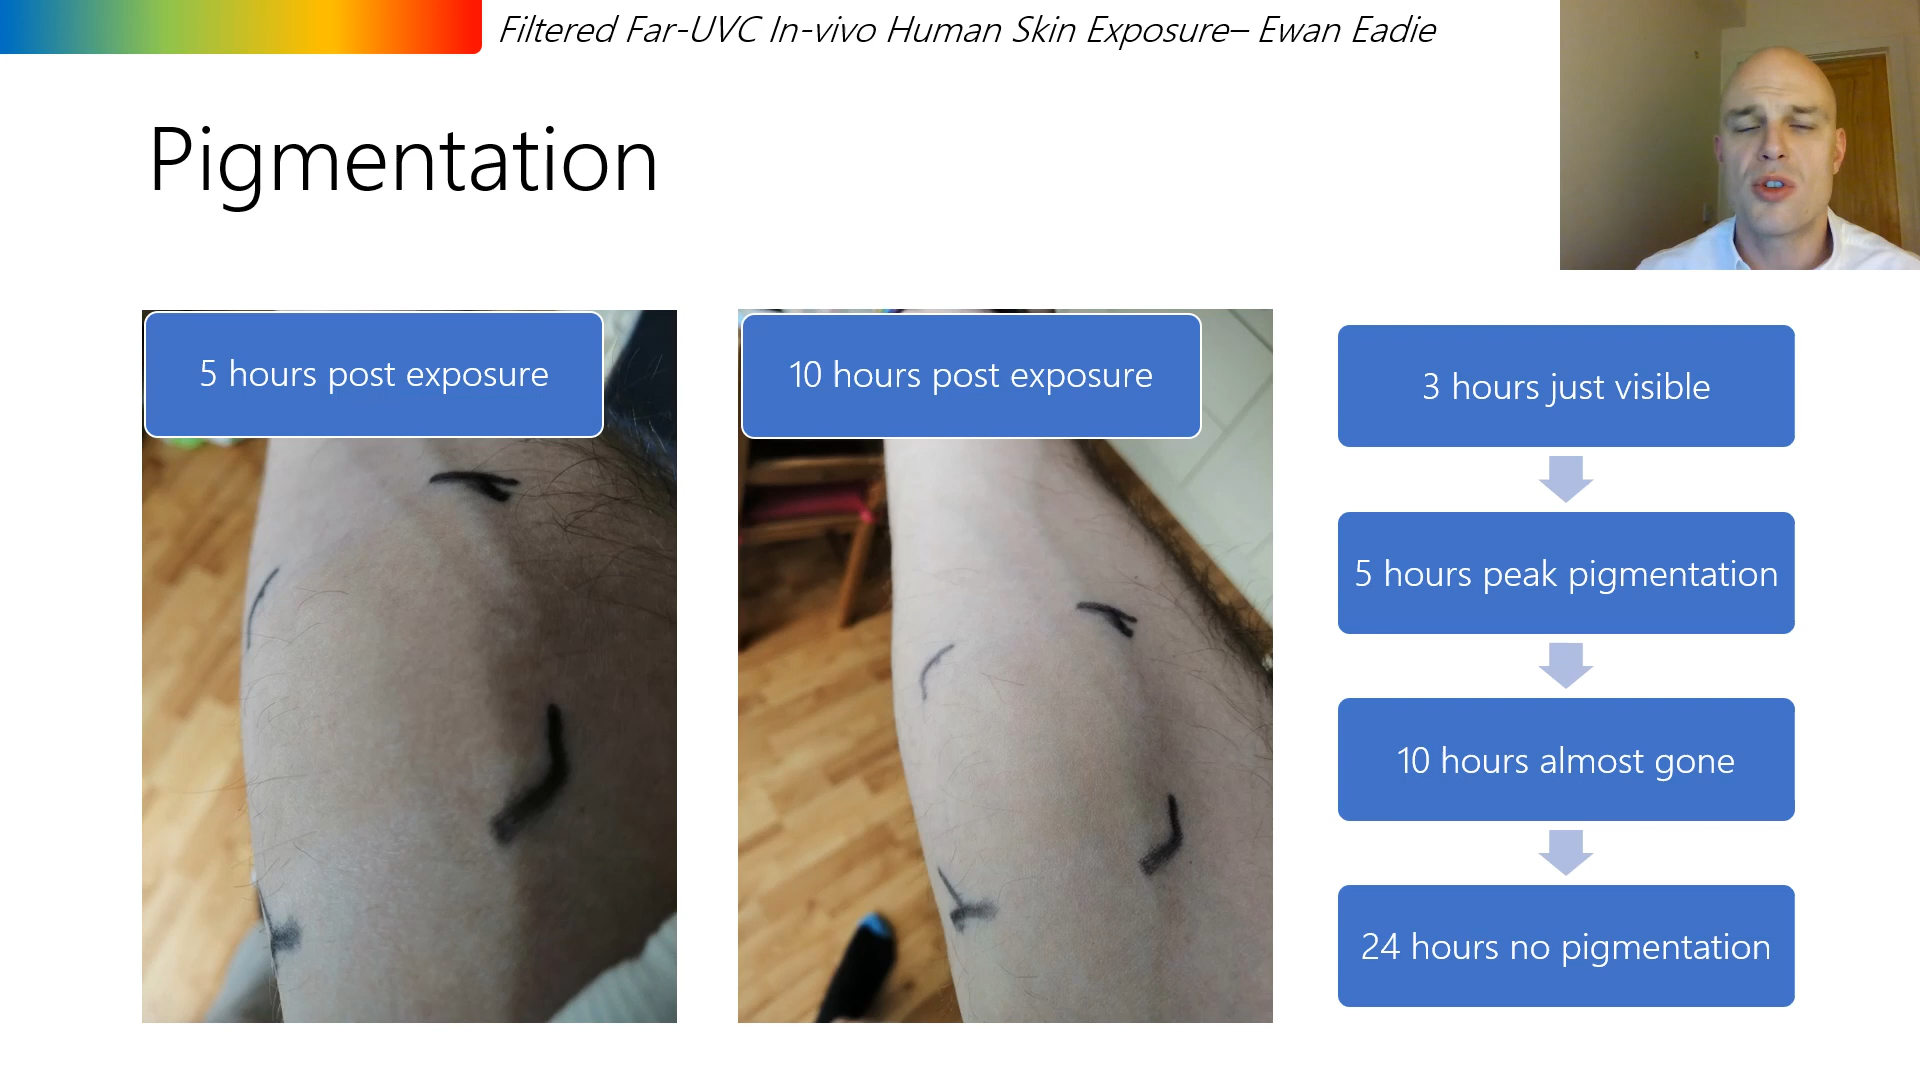 Filtered Far-UVC In-vivo Human Skin Exposure– Ewan Eadie
Pigmentation
5 hours post exposure
10 hours post exposure
3 hours just visible
5 hours peak pigmentation
10 hours almost gone
24 hours no pigmentation